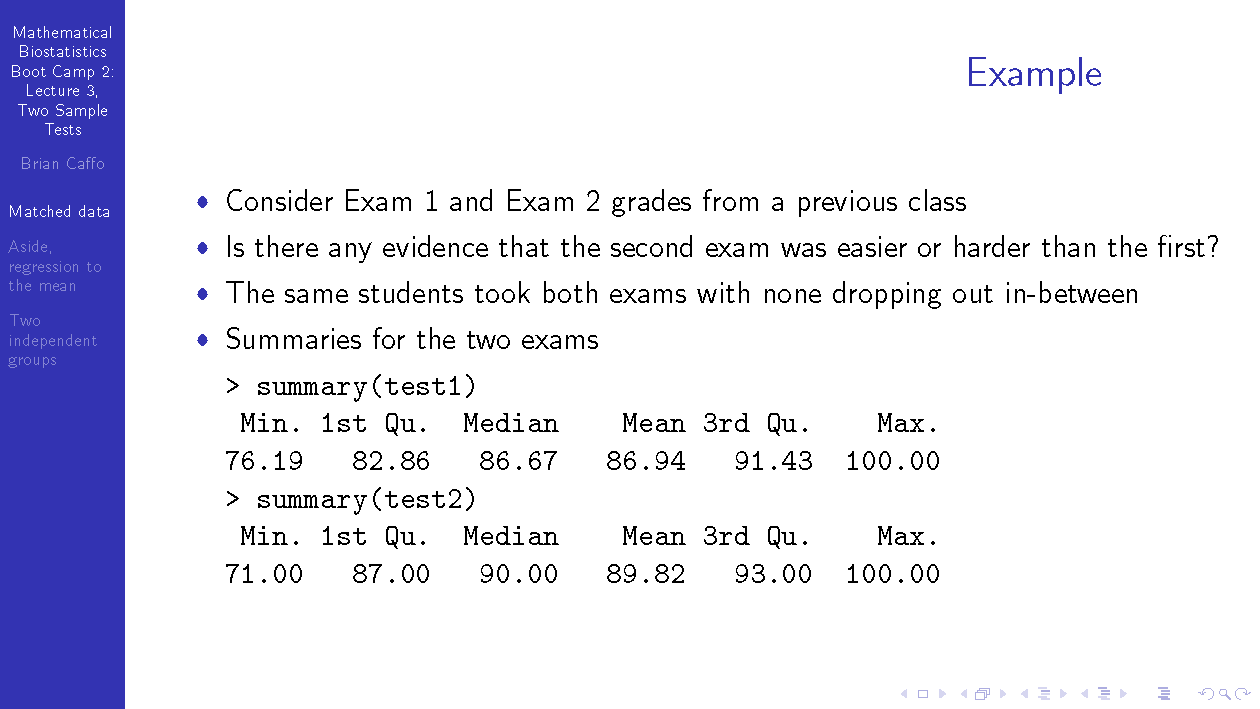 Mathematical
Biostatistics
Boot Camp 2:
Lecture 3,
Two Sample
Tests
Brian Caffo
Matched data
Aside,
regression to
the mean
Two
independent
groups
Example
• Consider Exam 1 and Exam 2 grades from a previous class
• Is there any evidence that the second exam was easier or harder than the first?
• The same students took both exams with none dropping out in-between
• Summaries for the two exams
> summary(test1)
Min. 1st Qu. Median Mean 3rd Qu. Max.
76.19 82.86 86.67 86.94 91.43 100.00
> summary(test2)
Min. 1st Qu. Median Mean 3rd Qu. Max.
71.00 87.00 90.00 89.82 93.00 100.00